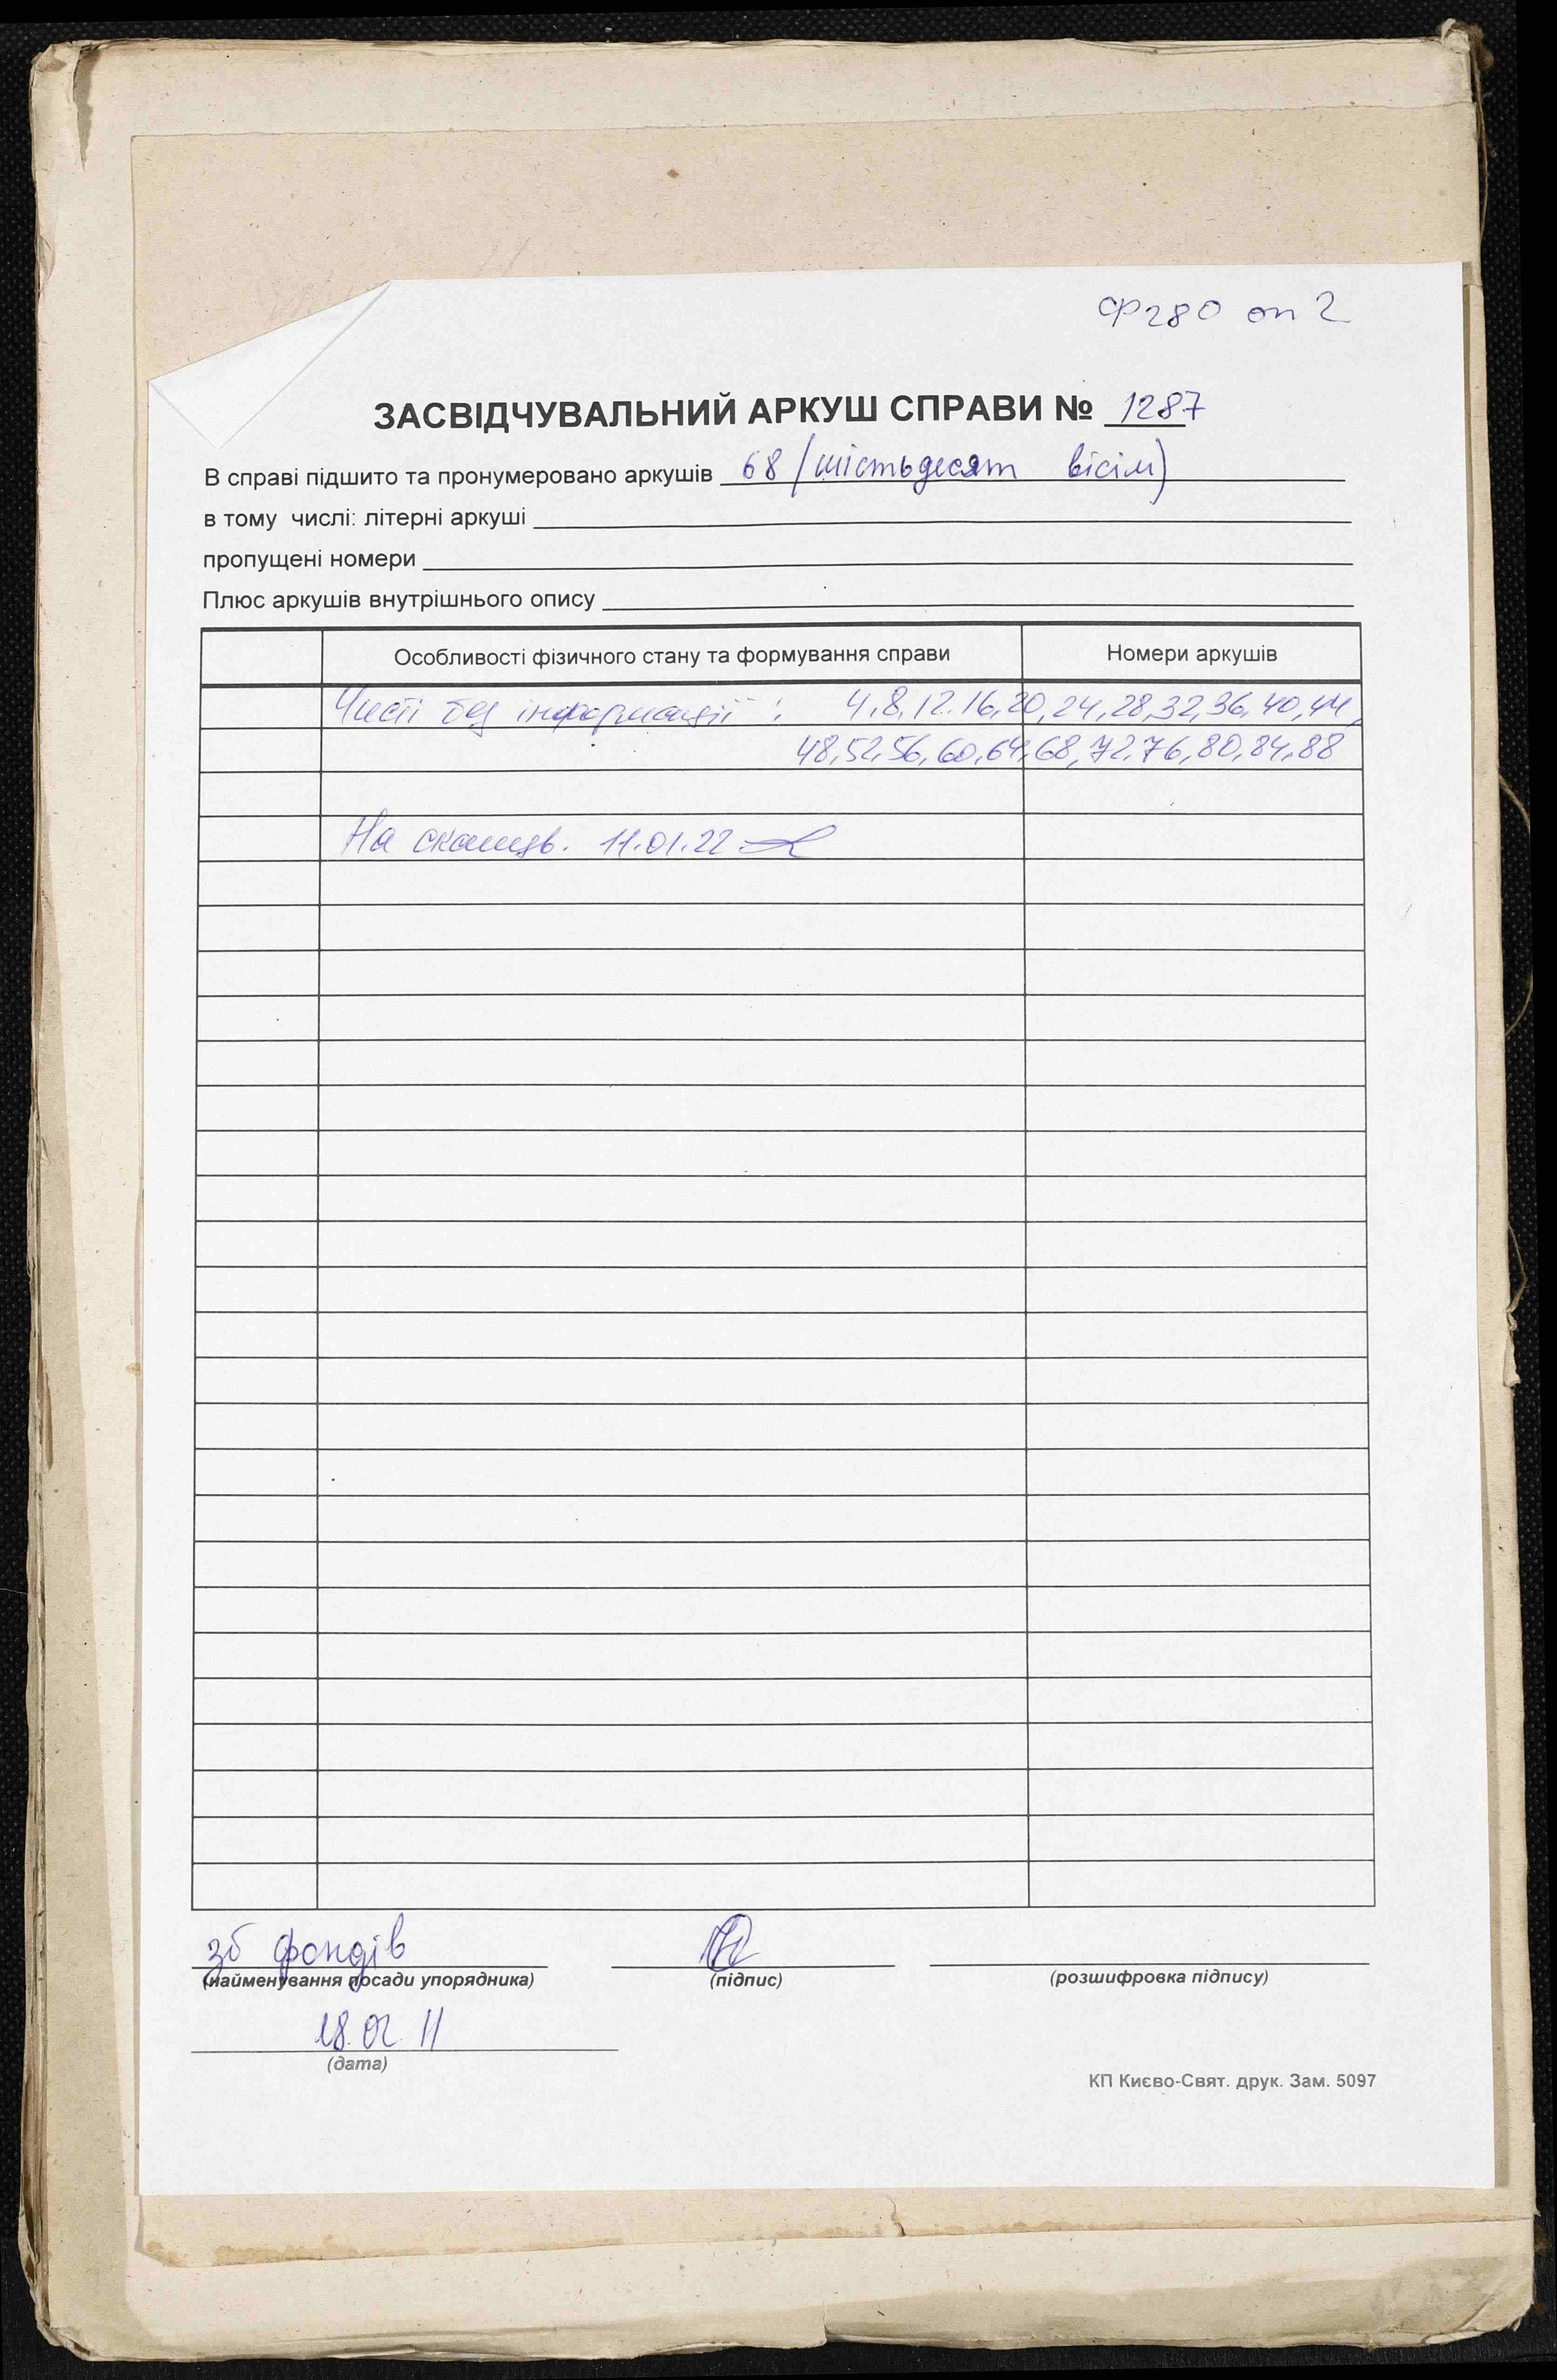 Ф 280 оп 2
ЗАСВІДЧУВАЛЬНИЙ АРКУШ СПРАВИ № 1287
В справі підшито та пронумеровано аркушів 68 (шістьдесят вісім)
в тому числі: літерні аркуші
пропущені номери
Плюс аркушів внутрішнього опису
Особливості фізичного стану та формування справи Номери аркушів
Чисті без інформації: 4,8,12,16,20,24,28,32,36,40,44,
48,52,56,60,64,68,72,76,80,84,88
На 11.01.22
зб фондів
(найменування посади упорядника) (підпис) (розшифровка підпису)
18.02.11
(дата)
КП Києво-Свят. друк. Зам. 5097